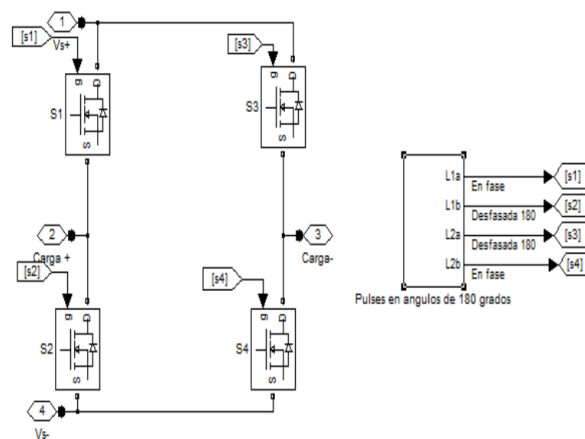 1
[s1]
Vs+
[s3]
g
D
S1
S
g
D
S3
S
L1a
En fase
[s1]
L1b
Desfasada 180
[s2]
L2a
Desfasada 180
[s3]
L2b
En fase
[s4]
Pulses en angulos de 180 grados
2
Carga +
3
Carga-
[s2]
[s4]
g
D
S2
S
g
D
S4
S
4
Vs-